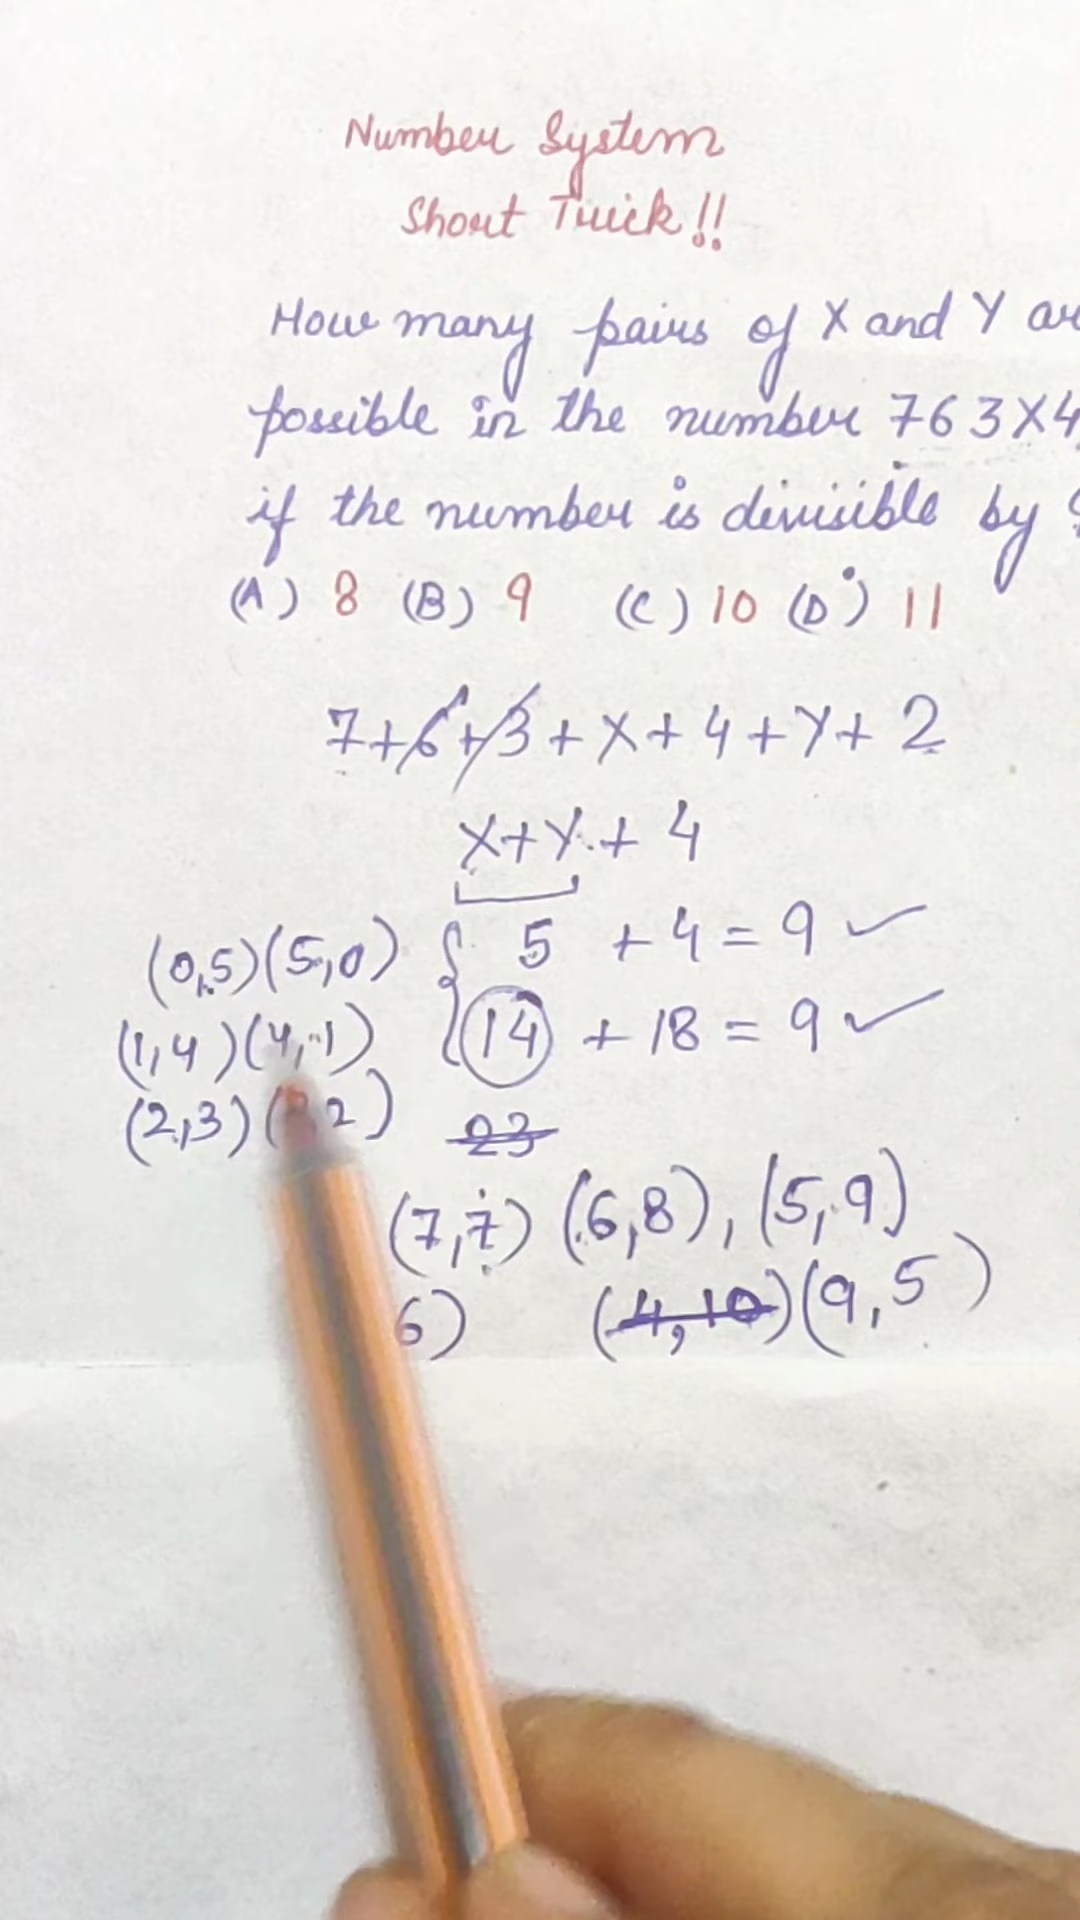 Number System
Short Trick!!
How many pairs of X and Y
possible in the number 763X4
if the number is divisible by
(A) 8 (B) 9 (C) 10 (D) 11
7+6+3+X+4+Y+2
X+Y+4
(0,5)(5,0) 5 +4=9 ✓
(1,4)(4,1) 14 +18=9 ✓
(2,3)( 2) 23
(7,7) (6,8), (5,9)
6) (4,10)(9,5)